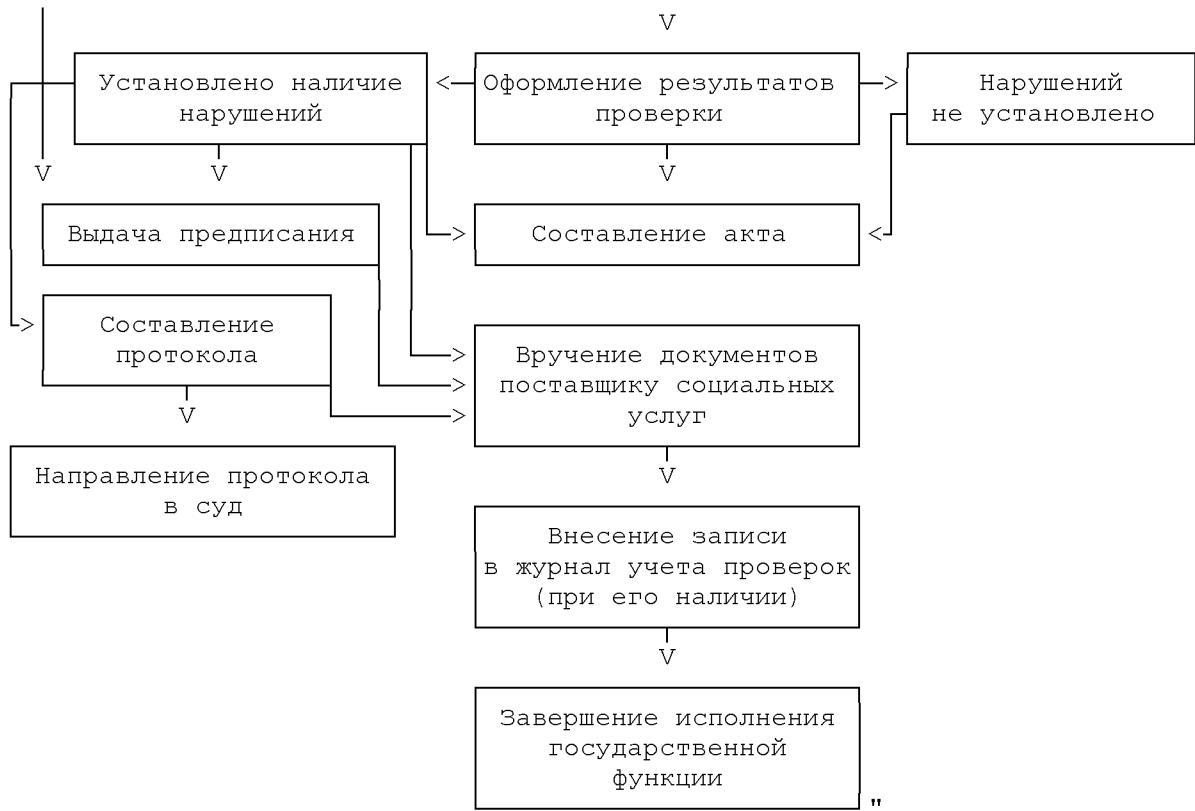 V
Установлено наличие
нарушений
<
Оформление результатов
проверки
>
Нарушений
не установлено
V
V
V
Выдача предписания
>
Составление акта
<
>
Составление
протокола
>
>
>
Вручение документов
поставщику социальных
услуг
V
Направление протокола
в суд
V
Внесение записи
в журнал учета проверок
(при его наличии)
V
Завершение исполнения
государственной
функции
"